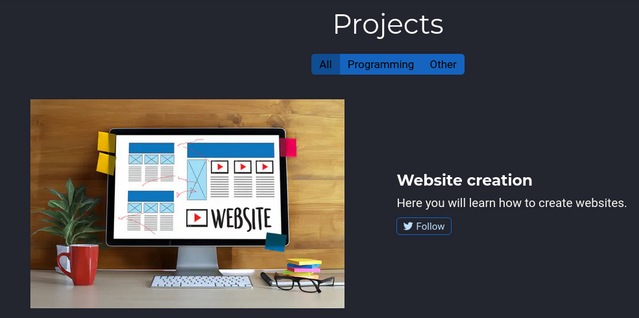 Projects
All Programming Other
WEBSITE
Website creation
Here you will learn how to create websites.
Follow